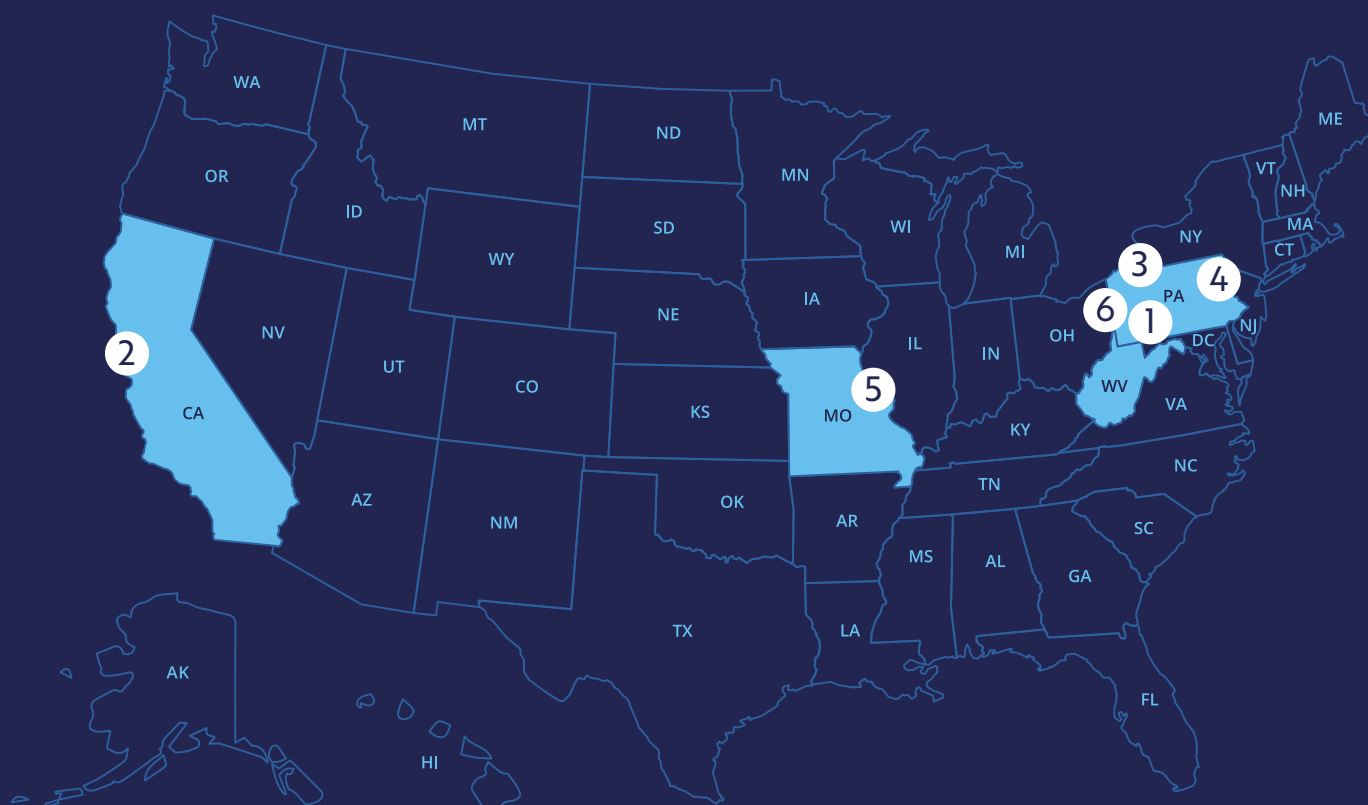 WA
MT
ND
MN
ME
OR
ID
SD
WI
MI
VT
NH
NY
MA
CT
WY
IA
NE
3
4
PA
6
1
NV
UT
CO
2
CA
KS
MO
5
IL
IN
OH
NJ
DC
WV
VA
KY
AZ
NM
OK
AR
TN
NC
MS
AL
GA
SC
TX
LA
FL
AK
HI